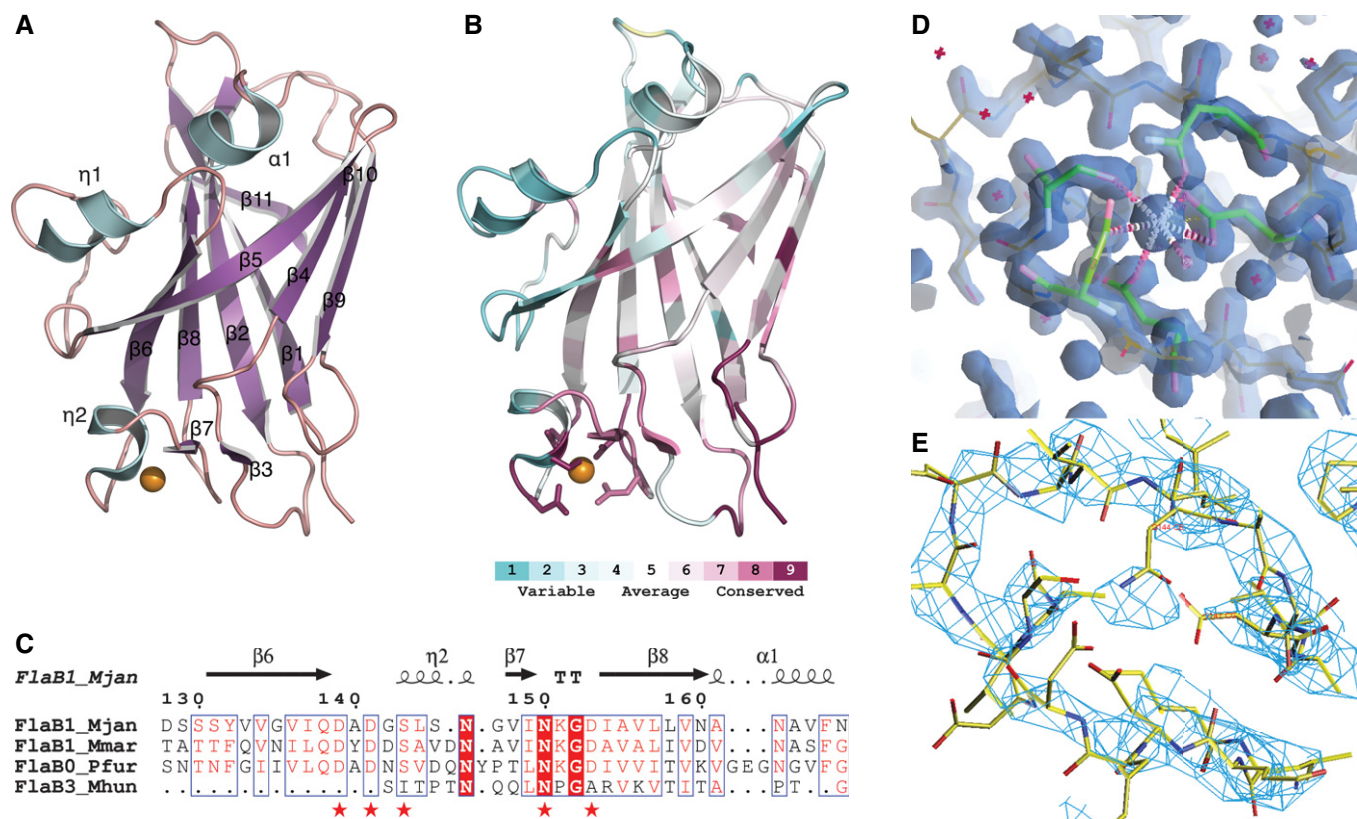 A
B
D
η1
α1
β10
β11
β5
β4
β9
β6
β8
β2
β1
η2
β7
β3
1 2 3 4 5 6 7 8 9
Variable Average Conserved
E
C
β6 η2 β7 β8 α1
FlaB1_Mjan TT
130 140 150 160
FlaB1_Mjan DSSSYVVGVIQDADGSLS.N.GVINKGDIAVLLVNA...NAVFN
FlaB1_Mmar TATTFQVNILQDYDDSAVDN.AVINKGDAVALIVDV...NASFG
FlaB0_Pfur SNTNFGIIVLQDADNSVDQNYPTLNKGDIVVITVKVGEGNGVFG
FlaB3_Mhun ..............SITPTN.QQLNPGARVKVTITA...PT..G